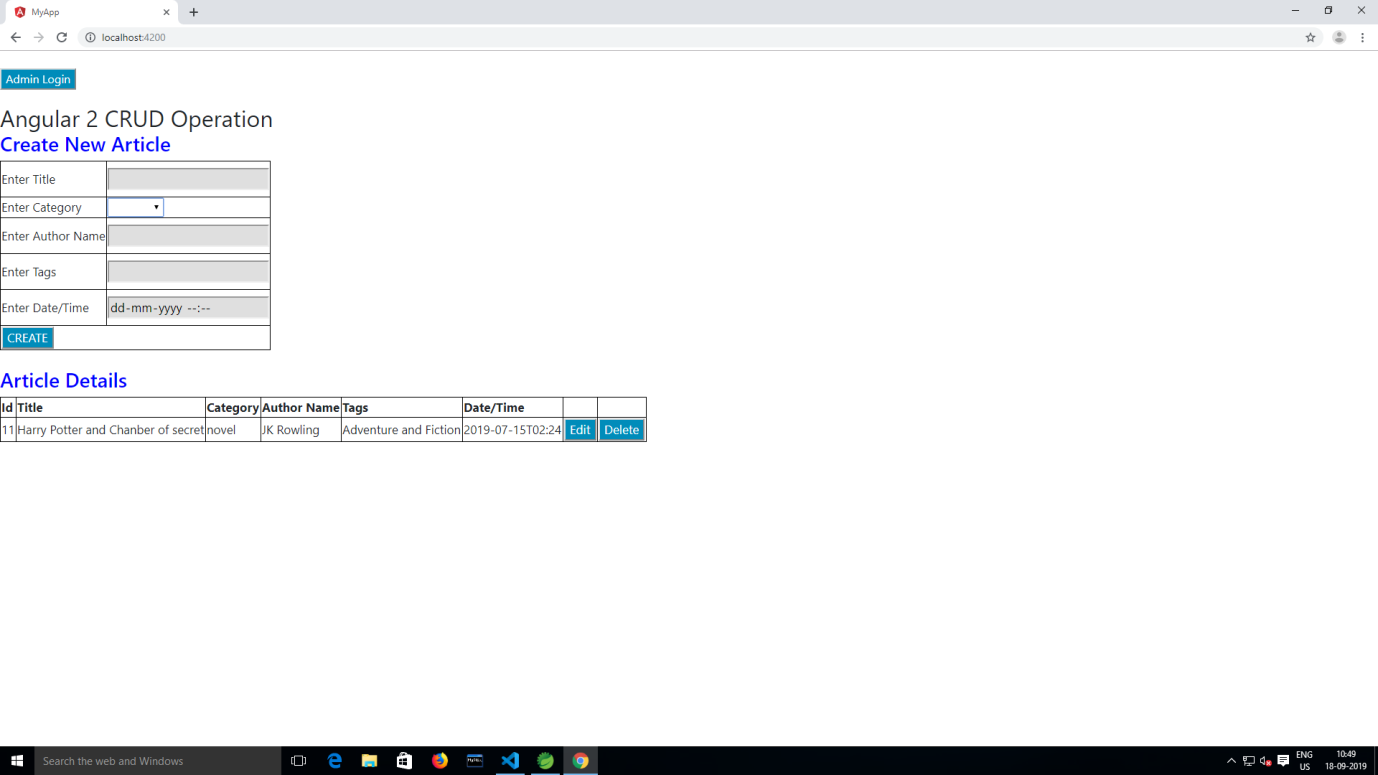 MyApp
localhost:4200
Admin Login
Angular 2 CRUD Operation
Create New Article
Enter Title
Enter Category
Enter Author Name
Enter Tags
Enter Date/Time dd-mm-yyyy --:--
CREATE
Article Details
Id Title Category Author Name Tags Date/Time
11 Harry Potter and Chanber of secret novel JK Rowling Adventure and Fiction 2019-07-15T02:24 Edit Delete
Search the web and Windows
ENG
US
10:49
18-09-2019